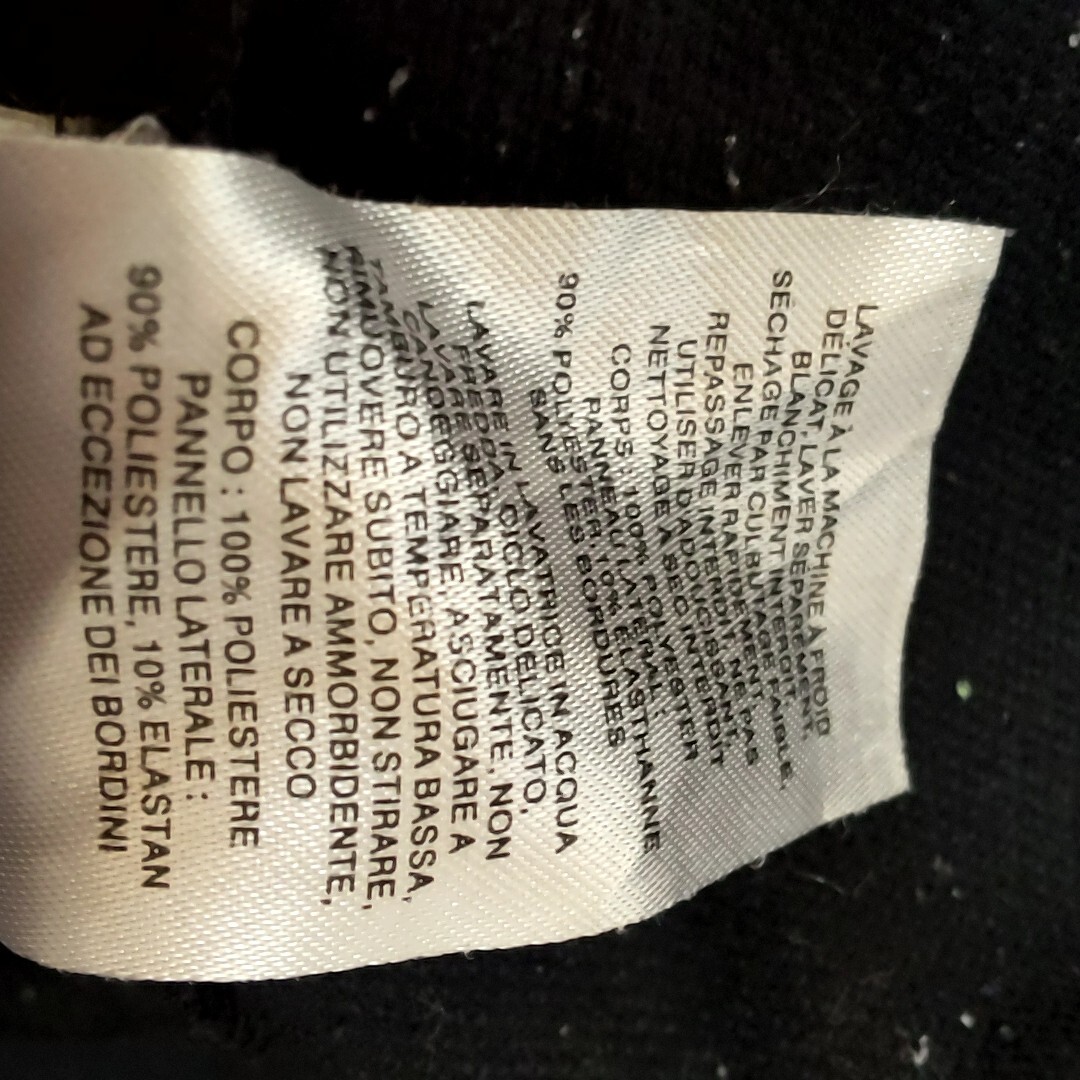 LAVAGE À LA MACHINE À FROID
DÉLICAT, LAVER SÉPARÉMENT,
BLANCHIMENT INTERDIT,
SÉCHAGE PAR CULBUTAGE FAIBLE,
ENLEVER RAPIDEMENT
REPASSAGE INTERDIT, NE PAS
UTILISER D'ADOUCISSANT,
NETTOYAGE À SEC INTERDIT
CORPS : 100% POLYESTER
PANNEAU LATÉRAL :
90% POLYESTER, 10% ÉLASTHANNE
SANS LES BORDURES
LAVARE IN LAVATRICE IN ACQUA
FREDDA, CICLO DELICATO,
LAVARE SEPARATAMENTE, NON
CANDEGGIARE, ASCIUGARE A
TAMBURO A TEMPERATURA BASSA,
RIMUOVERE SUBITO, NON STIRARE,
NON UTILIZZARE AMMORBIDENTE,
NON LAVARE A SECCO
CORPO : 100% POLIESTERE
PANNELLO LATERALE :
90% POLIESTERE, 10% ELASTAN
AD ECCEZIONE DEI BORDINI